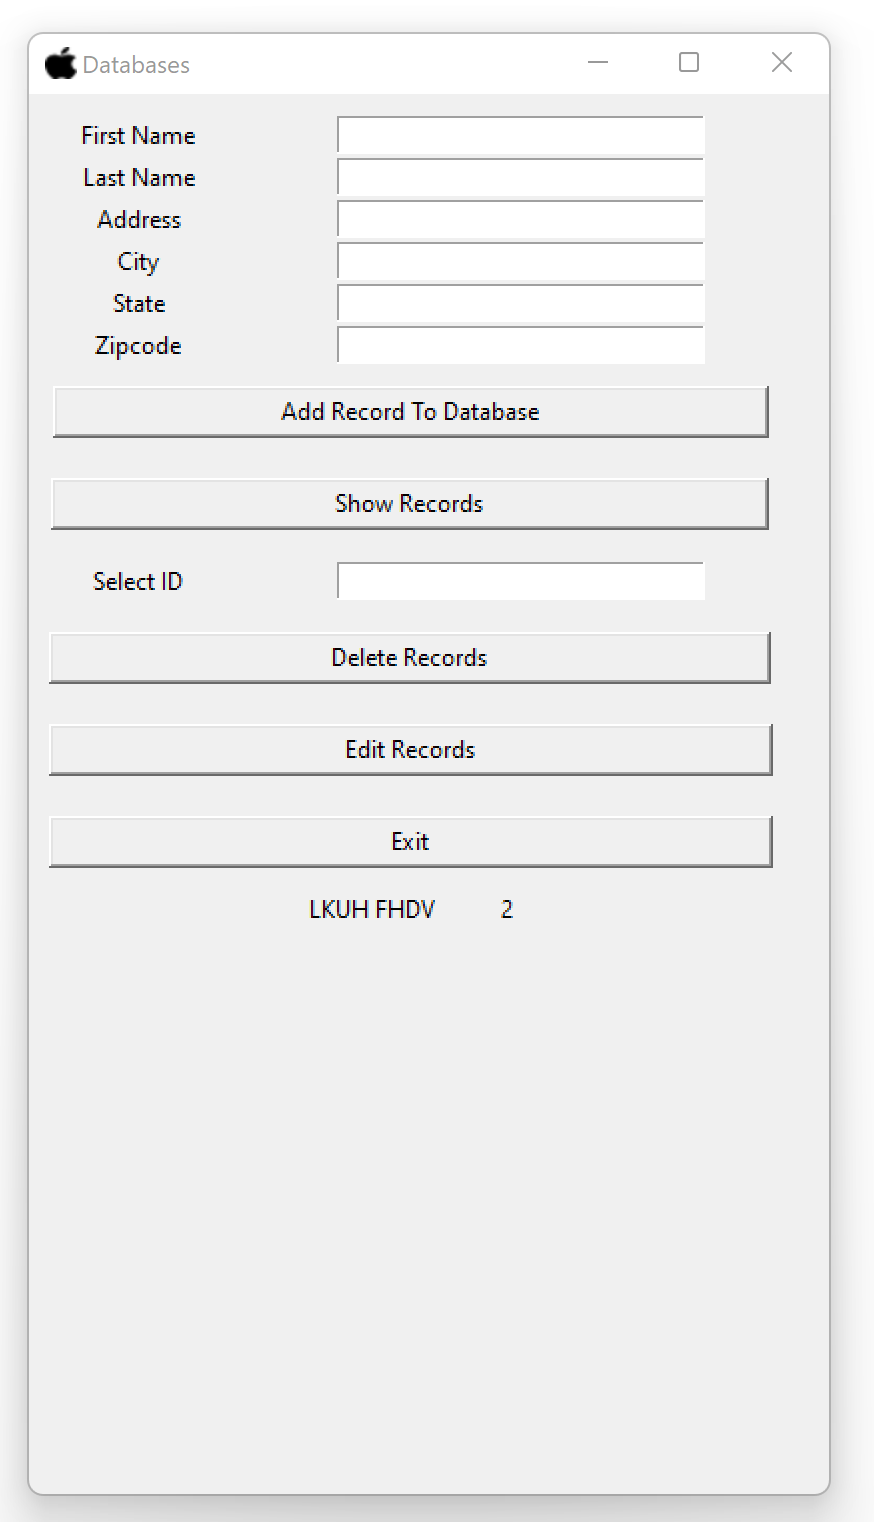 Databases
First Name
Last Name
Address
City
State
Zipcode
Add Record To Database
Show Records
Select ID
Delete Records
Edit Records
Exit
LKUH FHDV 2